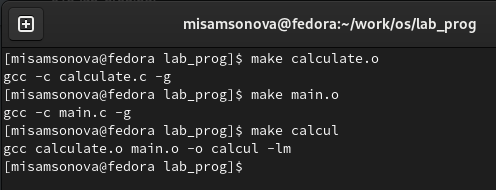 misamsonova@fedora:~/work/os/lab_prog
[misamsonova@fedora lab_prog]$ make calculate.o
gcc -c calculate.c -g
[misamsonova@fedora lab_prog]$ make main.o
gcc -c main.c -g
[misamsonova@fedora lab_prog]$ make calcul
gcc calculate.o main.o -o calcul -lm
[misamsonova@fedora lab_prog]$